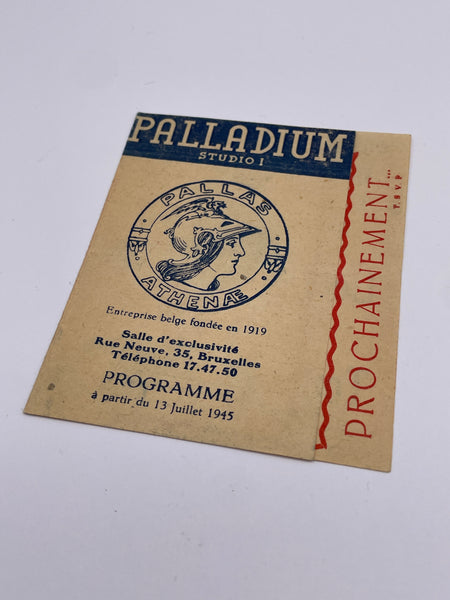 PALLADIUM
STUDIO 1
PALLAS
ATHENÆ
Entreprise belge fondée en 1919
Salle d'exclusivité
Rue Neuve, 35, Bruxelles
Téléphone 17.47.50
PROGRAMME
à partir du 13 Juillet 1945
PROCHAINEMENT...
T.S.V.P